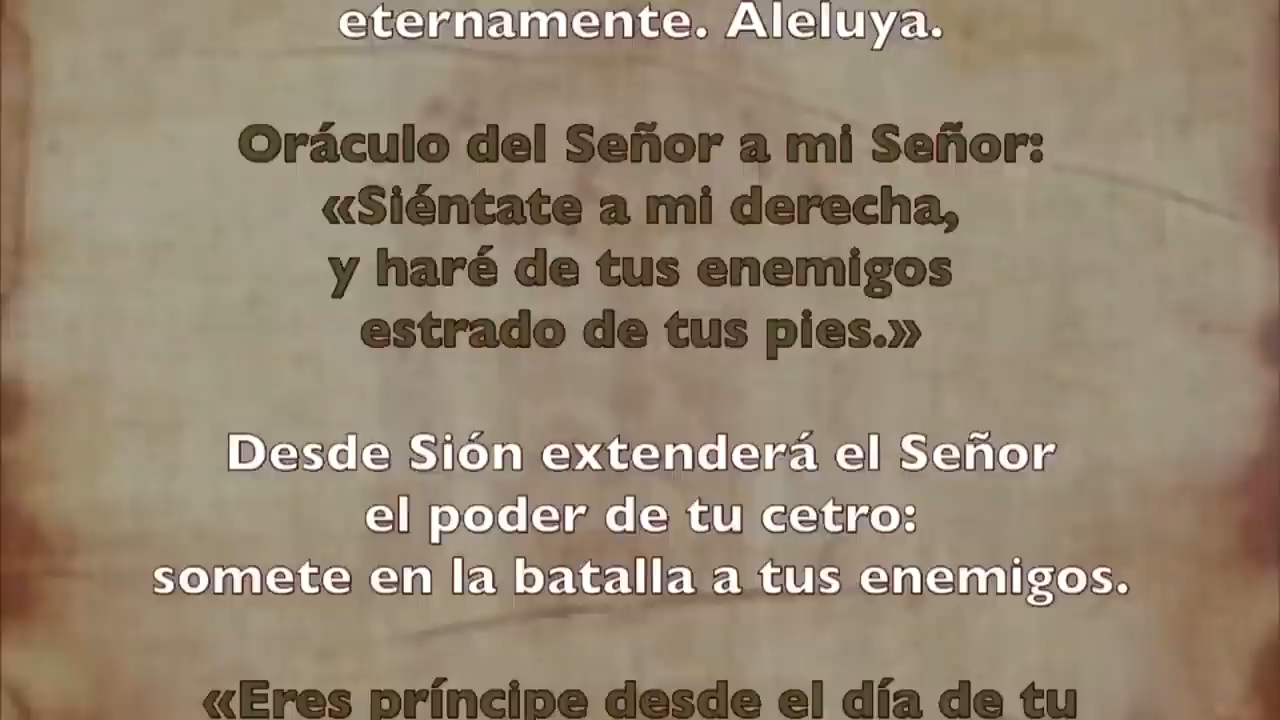 eternamente. Aleluya.
Oráculo del Señor a mi Señor:
«Siéntate a mi derecha,
y haré de tus enemigos
estrado de tus pies.»
Desde Sión extenderá el Señor
el poder de tu cetro:
somete en la batalla a tus enemigos.
«Eres príncipe desde el día de tu